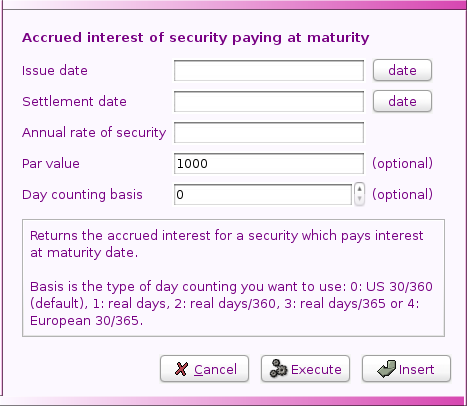 Accrued interest of security paying at maturity
Issue date date
Settlement date date
Annual rate of security
Par value 1000 (optional)
Day counting basis 0 (optional)
Returns the accrued interest for a security which pays interest
at maturity date.
Basis is the type of day counting you want to use: 0: US 30/360
(default), 1: real days, 2: real days/360, 3: real days/365 or 4:
European 30/365.
Cancel Execute Insert